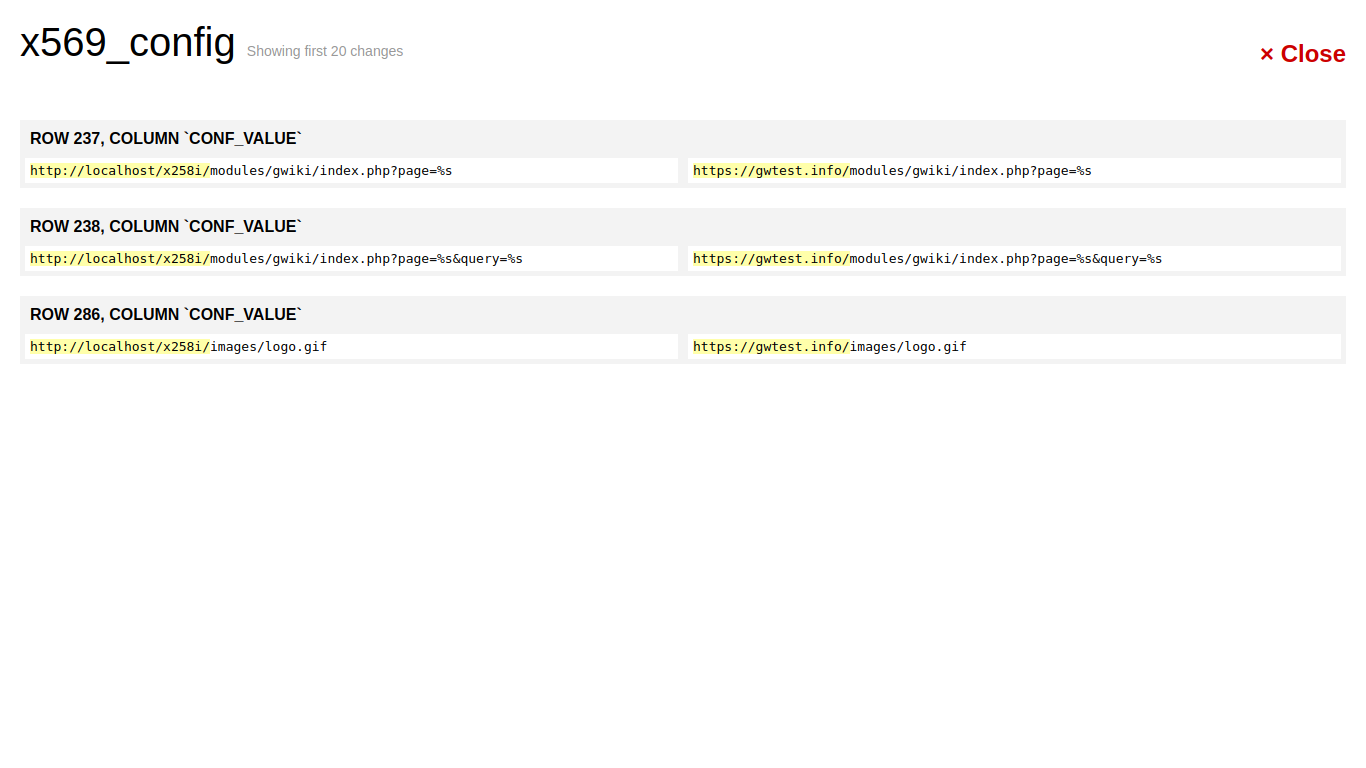 x569_config Showing first 20 changes
× Close
ROW 237, COLUMN `CONF_VALUE`
http://localhost/x258i/modules/gwiki/index.php?page=%s https://gwtest.info/modules/gwiki/index.php?page=%s
ROW 238, COLUMN `CONF_VALUE`
http://localhost/x258i/modules/gwiki/index.php?page=%s&query=%s https://gwtest.info/modules/gwiki/index.php?page=%s&query=%s
ROW 286, COLUMN `CONF_VALUE`
http://localhost/x258i/images/logo.gif https://gwtest.info/images/logo.gif